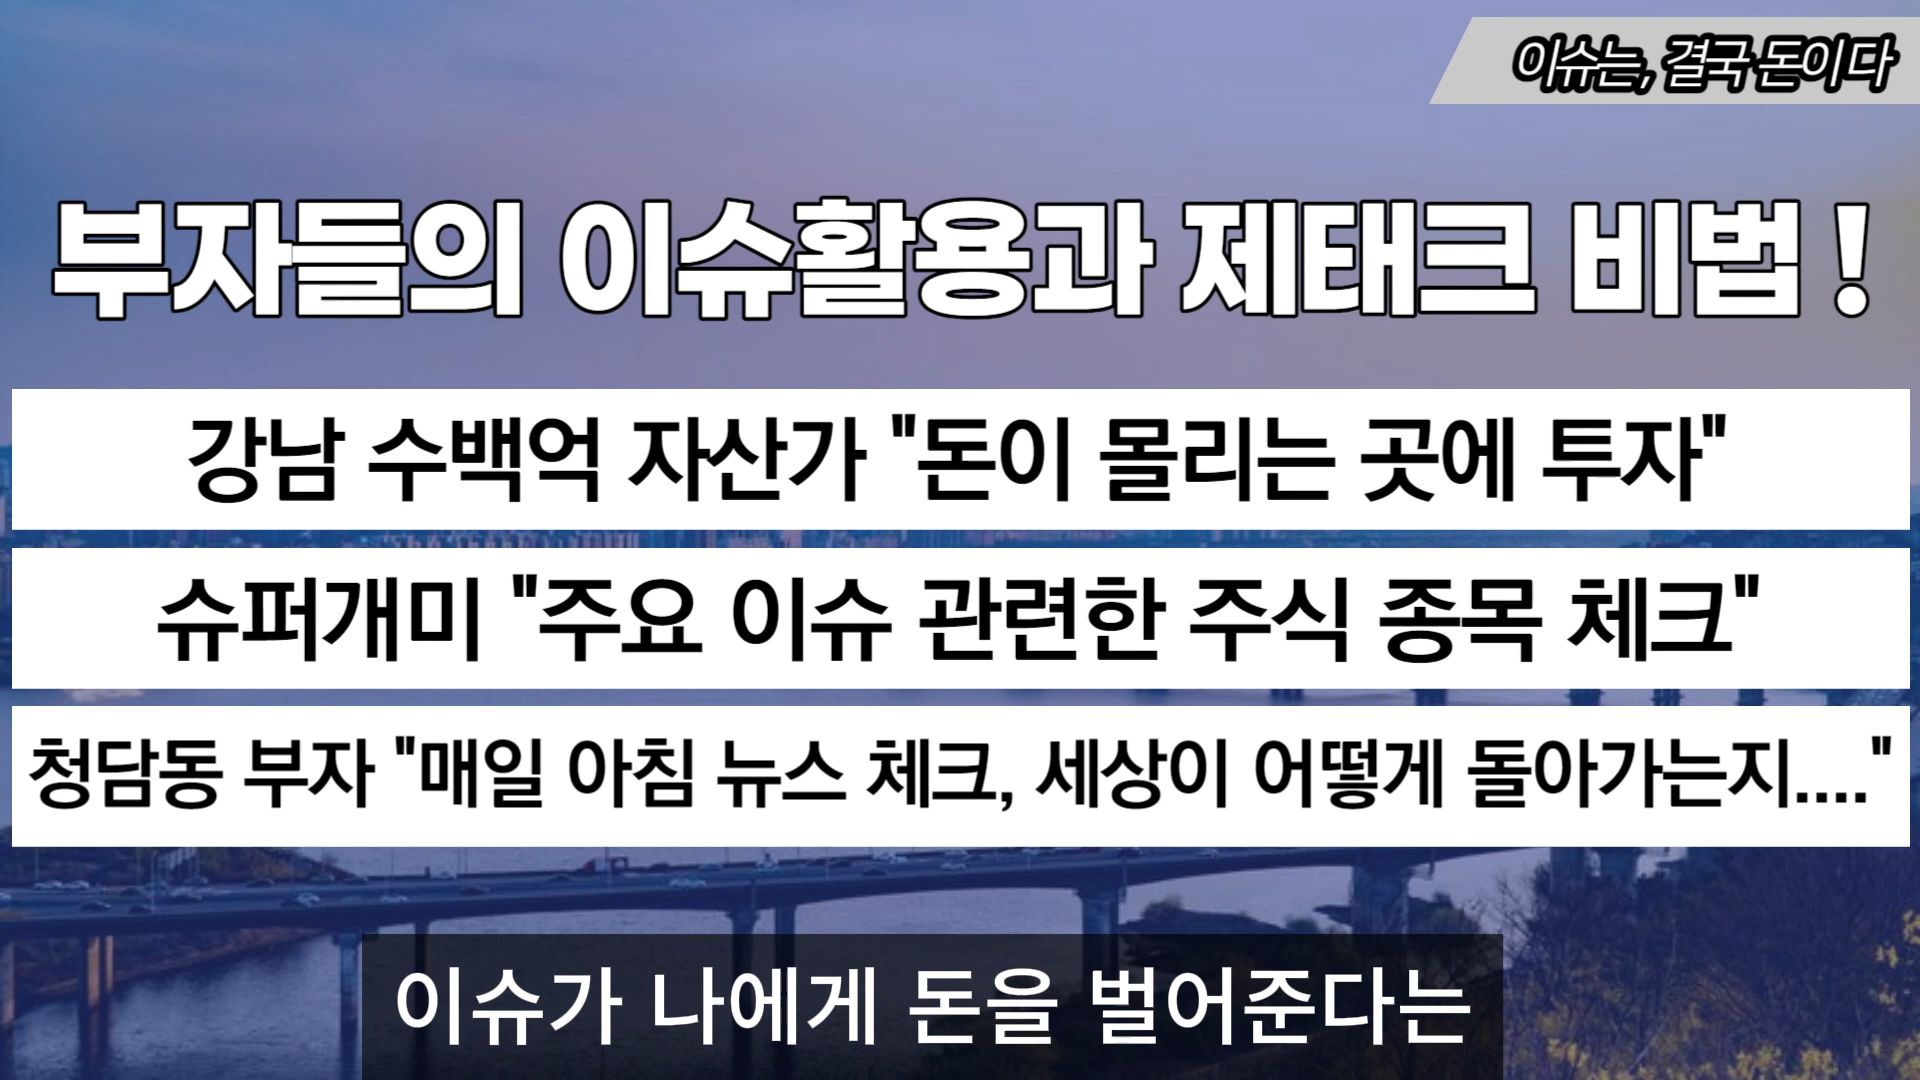 이슈는, 결국 돈이다
부자들의 이슈활용과 제태크 비법 !
강남 수백억 자산가 "돈이 몰리는 곳에 투자"
슈퍼개미 "주요 이슈 관련한 주식 종목 체크"
청담동 부자 "매일 아침 뉴스 체크, 세상이 어떻게 돌아가는지...."
이슈가 나에게 돈을 벌어준다는